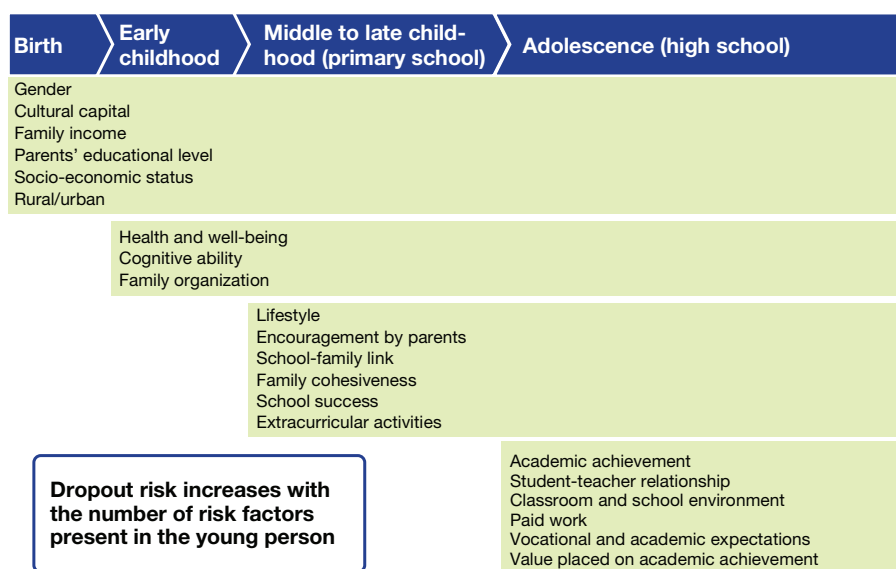 Birth
Early
childhood
Middle to late child-
hood (primary school)
Adolescence (high school)
Gender
Cultural capital
Family income
Parents’ educational level
Socio-economic status
Rural/urban
Health and well-being
Cognitive ability
Family organization
Lifestyle
Encouragement by parents
School-family link
Family cohesiveness
School success
Extracurricular activities
Academic achievement
Student-teacher relationship
Classroom and school environment
Paid work
Vocational and academic expectations
Value placed on academic achievement
Dropout risk increases with
the number of risk factors
present in the young person